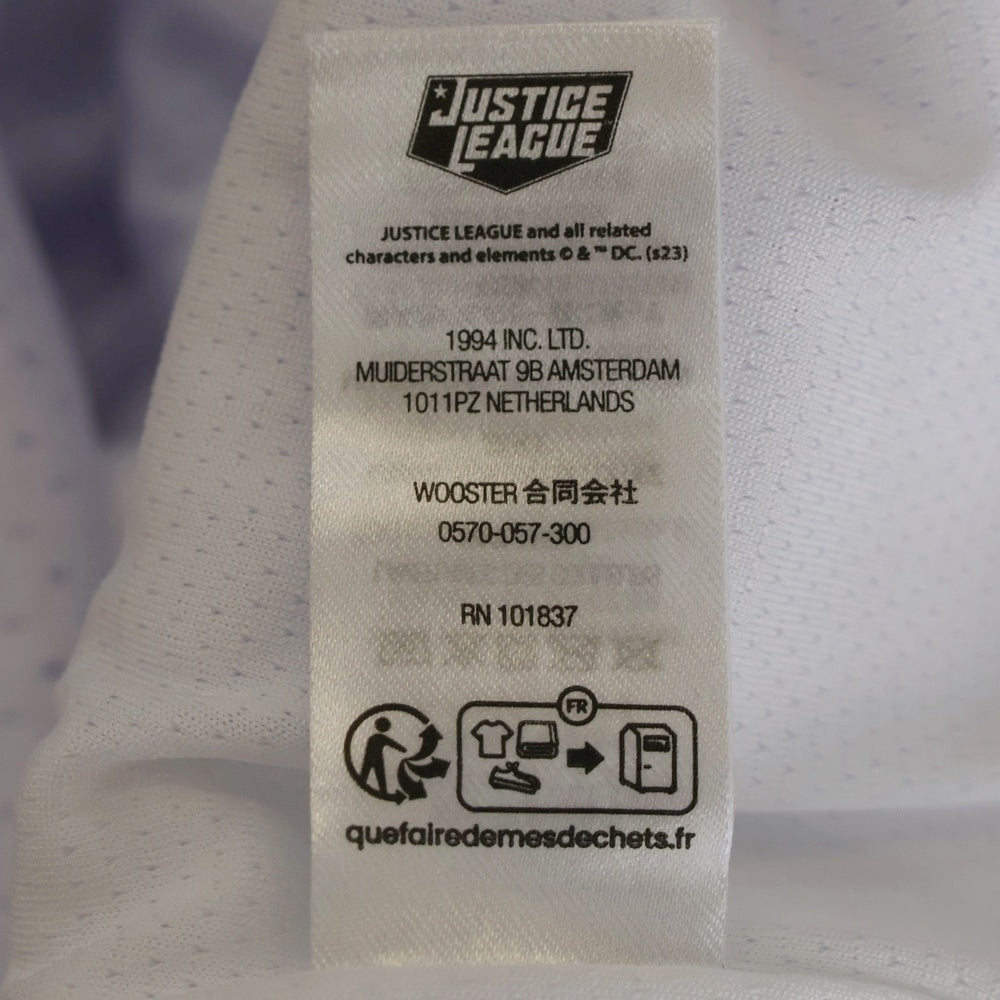 JUSTICE
LEAGUE™
JUSTICE LEAGUE and all related
characters and elements © & ™ DC. (s23)
1994 INC. LTD.
MUIDERSTRAAT 9B AMSTERDAM
1011PZ NETHERLANDS
WOOSTER 合同会社
0570-057-300
RN 101837
FR
quefairedemesdechets.fr